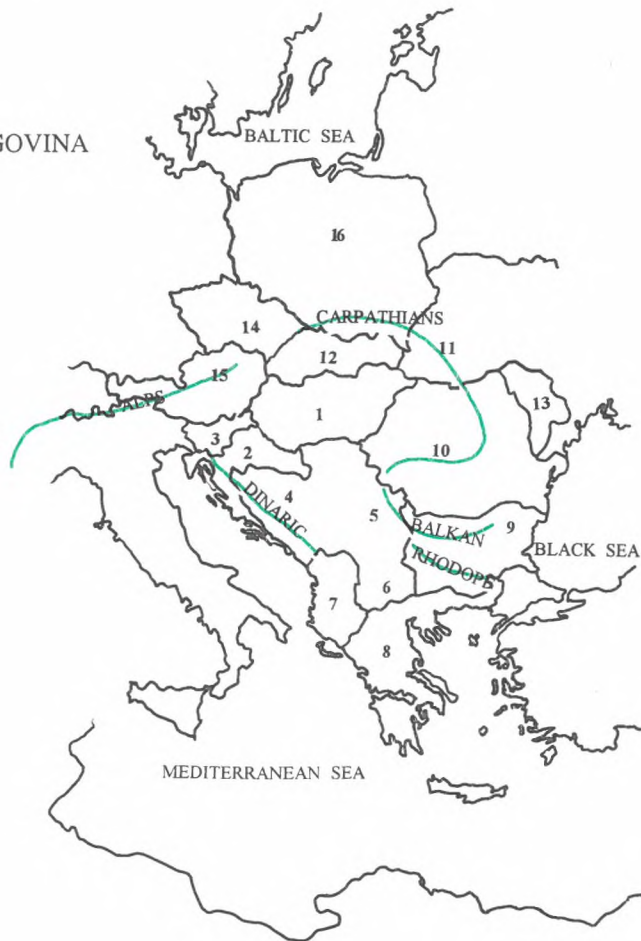 GOVINA
BALTIC SEA
16
CARPATHIANS
14
11
12
15
ALPS
13
1
3
2
10
4
DINARIC
5
9
BALKAN
BLACK SEA
RHODOPE
6
7
8
MEDITERRANEAN SEA